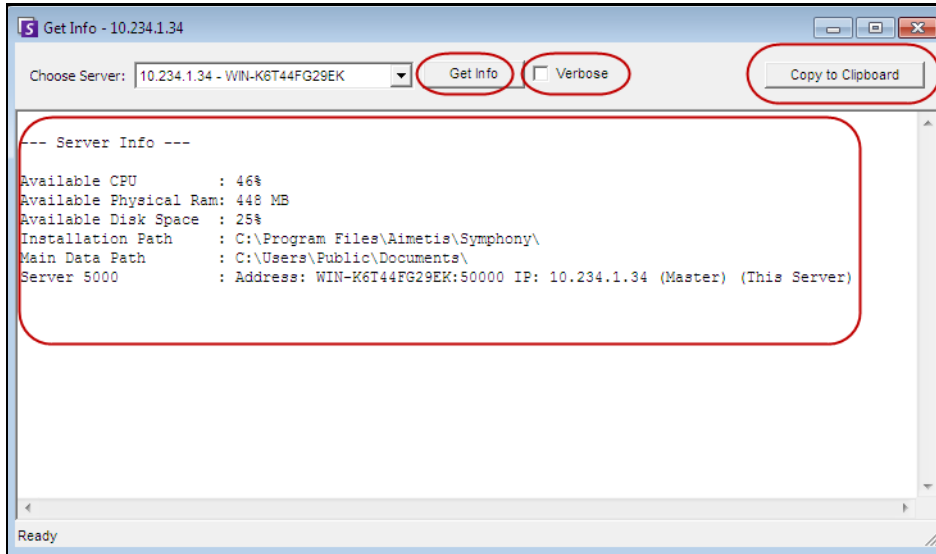 Get Info - 10.234.1.34
Choose Server: 10.234.1.34 - WIN-K6T44FG29EK Get Info Verbose Copy to Clipboard
--- Server Info ---
Available CPU : 46%
Available Physical Ram: 448 MB
Available Disk Space : 25%
Installation Path : C:\Program Files\Aimetis\Symphony\
Main Data Path : C:\Users\Public\Documents\
Server 5000 : Address: WIN-K6T44FG29EK:50000 IP: 10.234.1.34 (Master) (This Server)
Ready